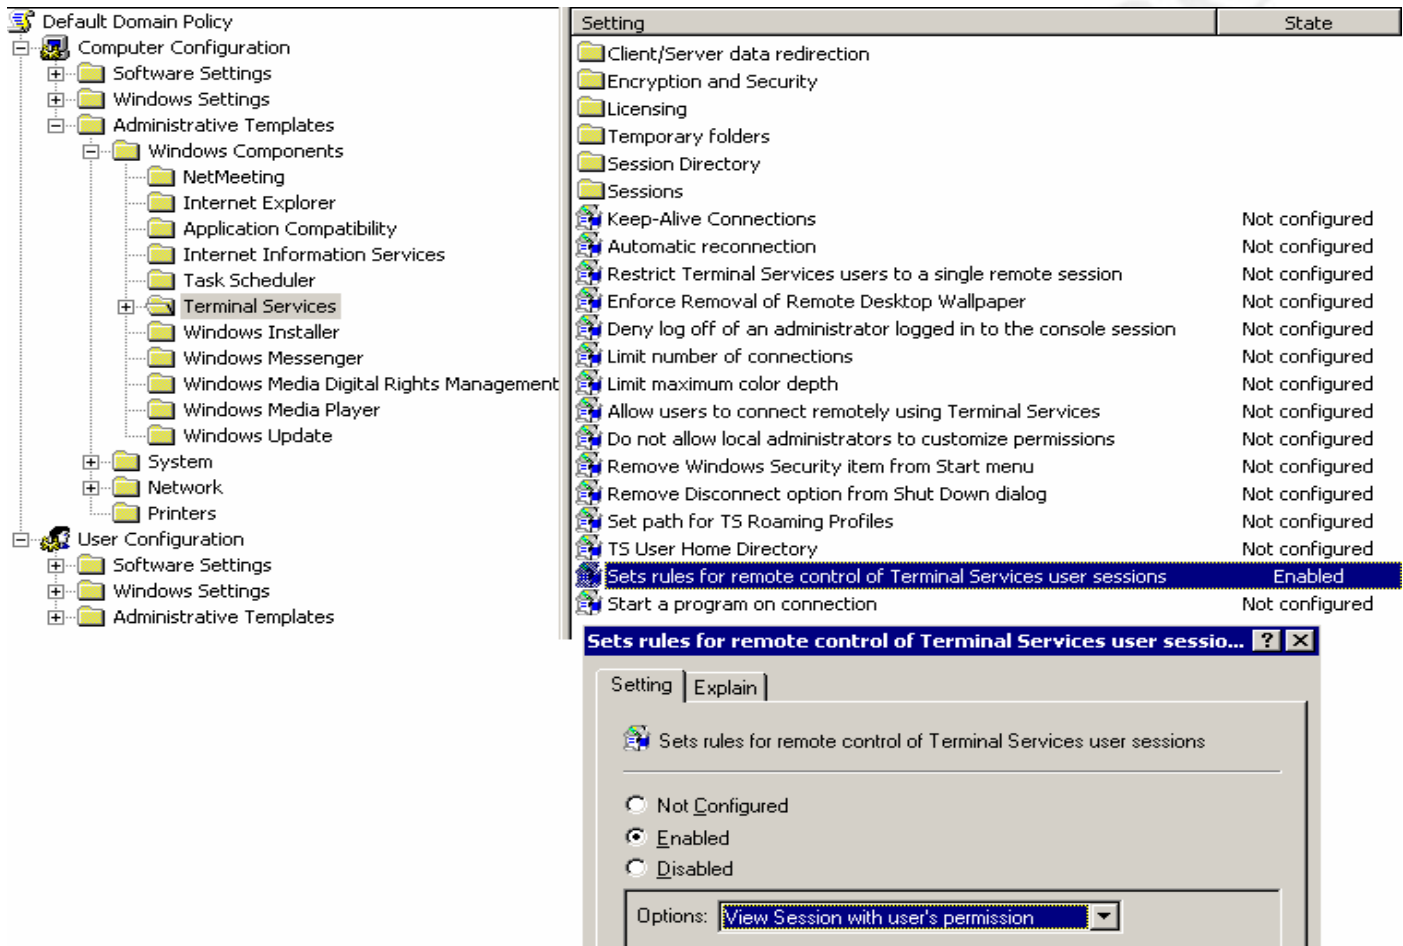 Default Domain Policy
Computer Configuration
Software Settings
Windows Settings
Administrative Templates
Windows Components
NetMeeting
Internet Explorer
Application Compatibility
Internet Information Services
Task Scheduler
Terminal Services
Windows Installer
Windows Messenger
Windows Media Digital Rights Management
Windows Media Player
Windows Update
System
Network
Printers
User Configuration
Software Settings
Windows Settings
Administrative Templates
Setting State
Client/Server data redirection
Encryption and Security
Licensing
Temporary folders
Session Directory
Sessions
Keep-Alive Connections Not configured
Automatic reconnection Not configured
Restrict Terminal Services users to a single remote session Not configured
Enforce Removal of Remote Desktop Wallpaper Not configured
Deny log off of an administrator logged in to the console session Not configured
Limit number of connections Not configured
Limit maximum color depth Not configured
Allow users to connect remotely using Terminal Services Not configured
Do not allow local administrators to customize permissions Not configured
Remove Windows Security item from Start menu Not configured
Remove Disconnect option from Shut Down dialog Not configured
Set path for TS Roaming Profiles Not configured
TS User Home Directory Not configured
Sets rules for remote control of Terminal Services user sessions Enabled
Start a program on connection Not configured
Sets rules for remote control of Terminal Services user sessio... ? X
Setting Explain
Sets rules for remote control of Terminal Services user sessions
Not Configured
Enabled
Disabled
Options: View Session with user's permission